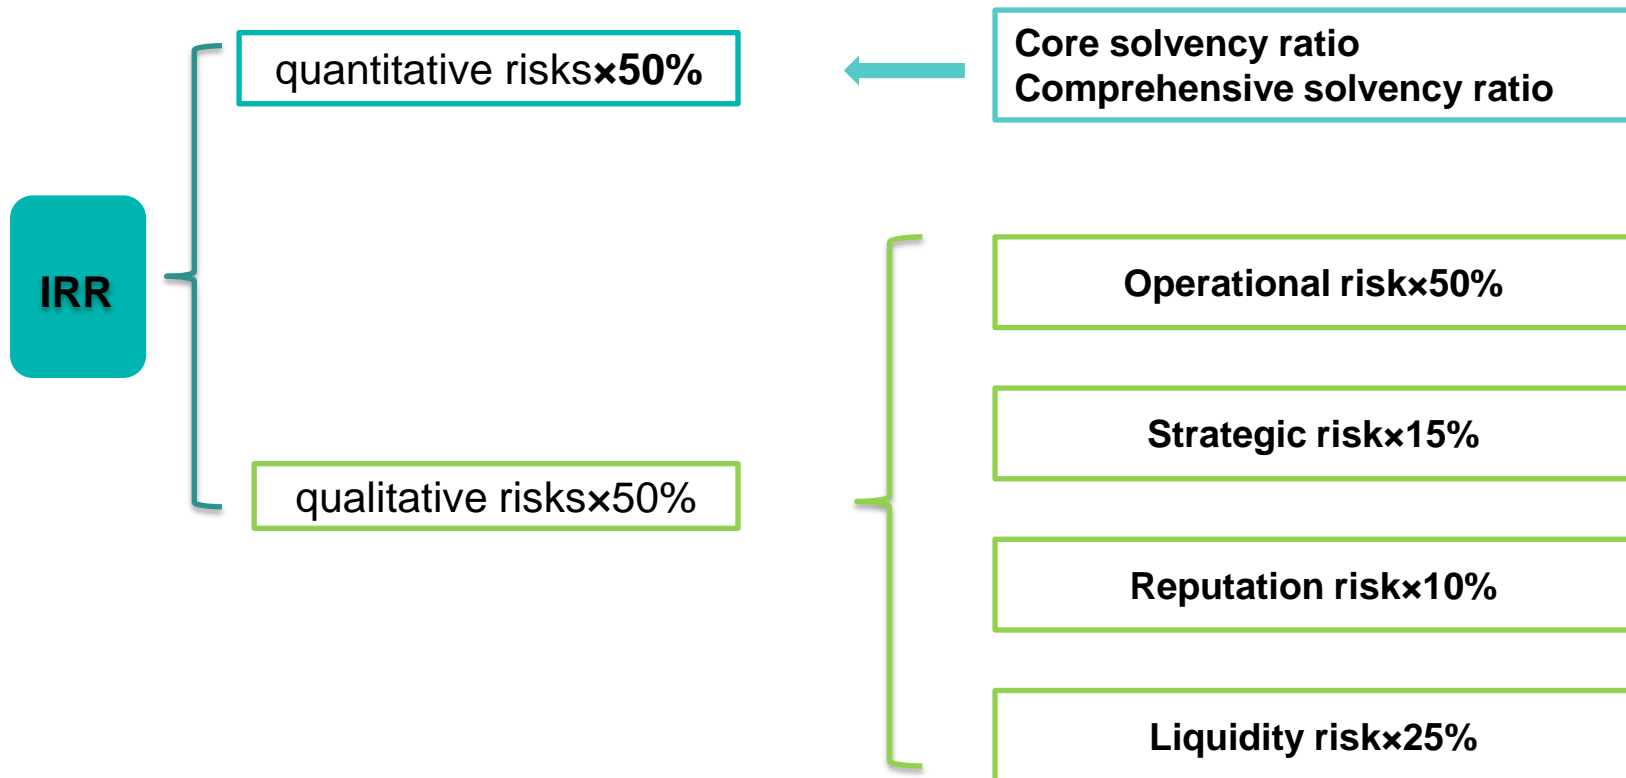 quantitative risks×50%
Core solvency ratio
Comprehensive solvency ratio
IRR
Operational risk×50%
Strategic risk×15%
qualitative risks×50%
Reputation risk×10%
Liquidity risk×25%